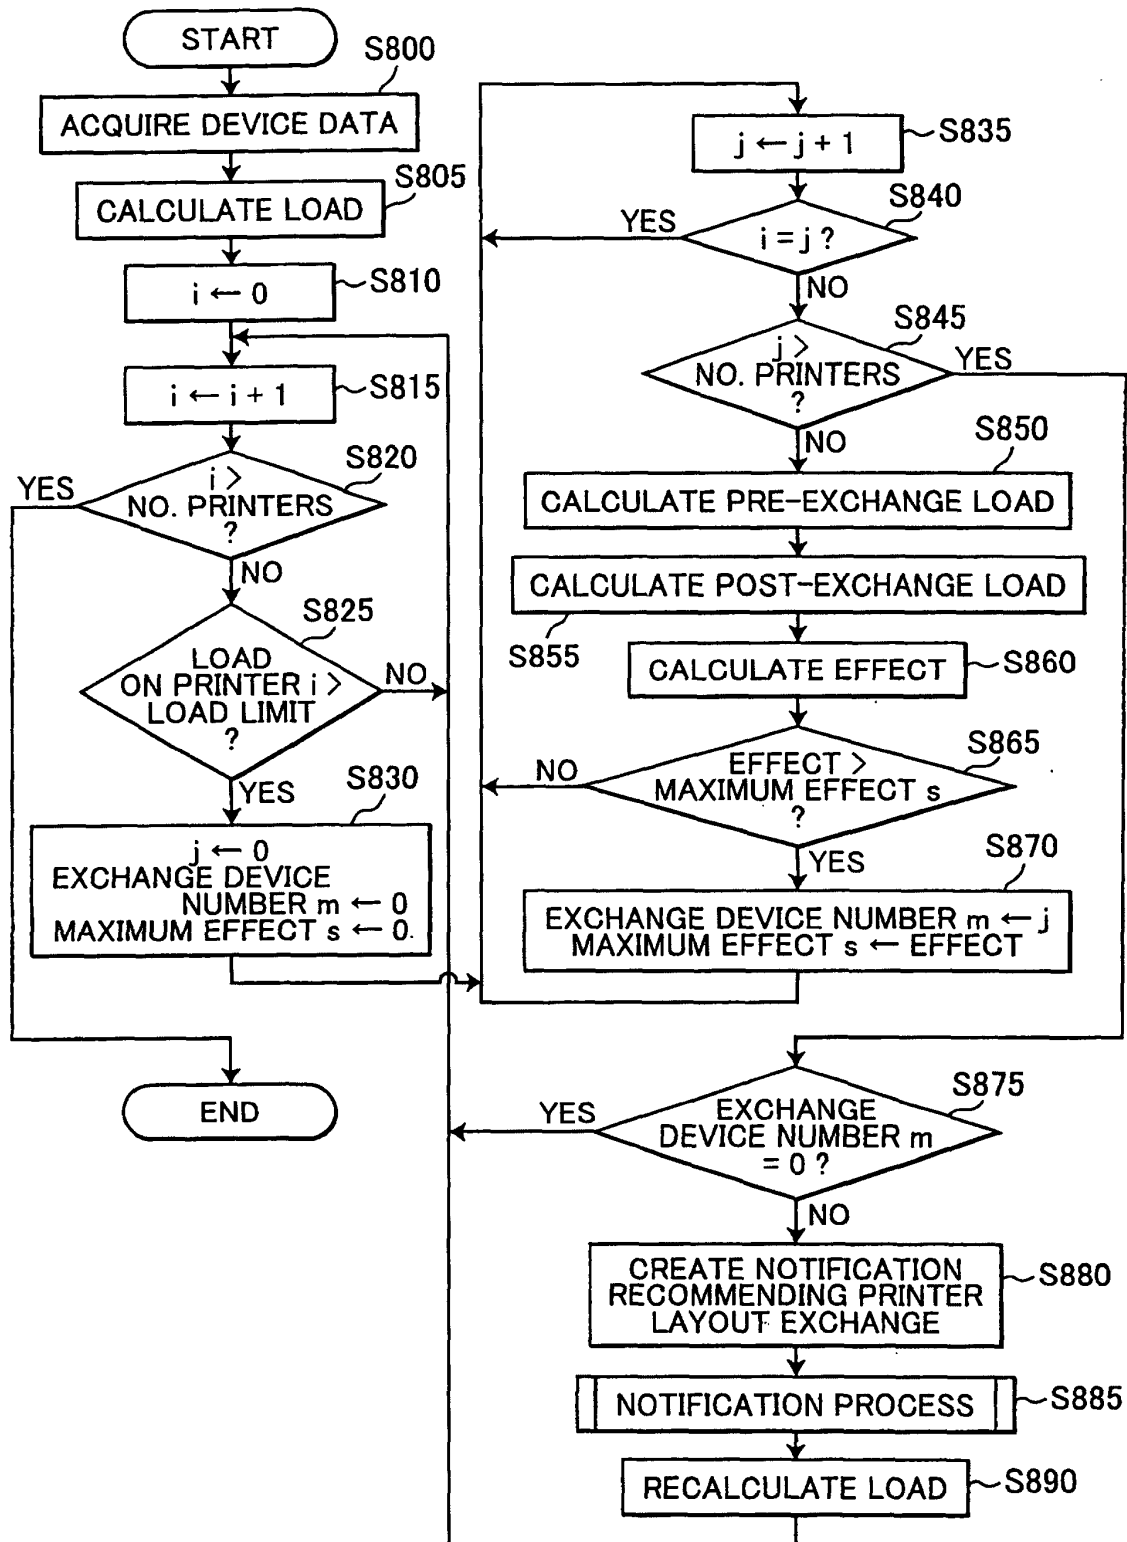 START
S800
ACQUIRE DEVICE DATA
S805
CALCULATE LOAD
i ← 0
S810
i ← i + 1
S815
S820
i >
NO. PRINTERS
?
YES
NO
S825
LOAD
ON PRINTER i >
LOAD LIMIT
?
NO
YES
S830
j ← 0
EXCHANGE DEVICE
NUMBER m ← 0
MAXIMUM EFFECT s ← 0.
END
j ← j + 1
S835
S840
i = j ?
YES
NO
S845
j >
NO. PRINTERS
?
YES
NO
S850
CALCULATE PRE-EXCHANGE LOAD
CALCULATE POST-EXCHANGE LOAD
S855
CALCULATE EFFECT
S860
S865
EFFECT >
MAXIMUM EFFECT s
?
NO
YES
S870
EXCHANGE DEVICE NUMBER m ← j
MAXIMUM EFFECT s ← EFFECT
S875
EXCHANGE
DEVICE NUMBER m
= 0 ?
YES
NO
CREATE NOTIFICATION
RECOMMENDING PRINTER
LAYOUT EXCHANGE
S880
NOTIFICATION PROCESS
S885
RECALCULATE LOAD
S890